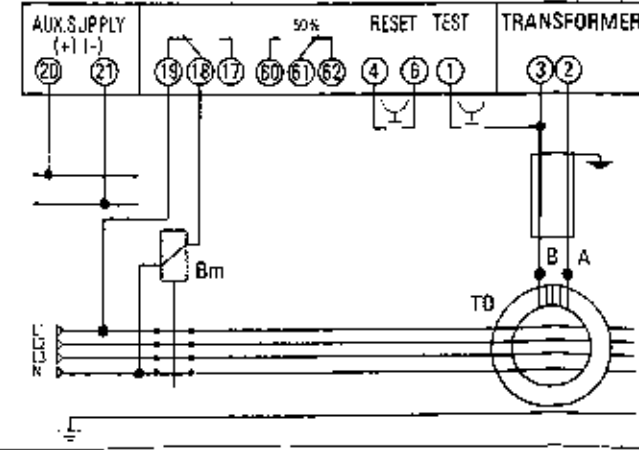 AUX.SUPPLY
(+) (-)
50%
RESET TEST
TRANSFORMER
20 21 19 18 17 60 61 62 4 6 1 3 2
Bm
B A
TO
L1
L2
L3
N